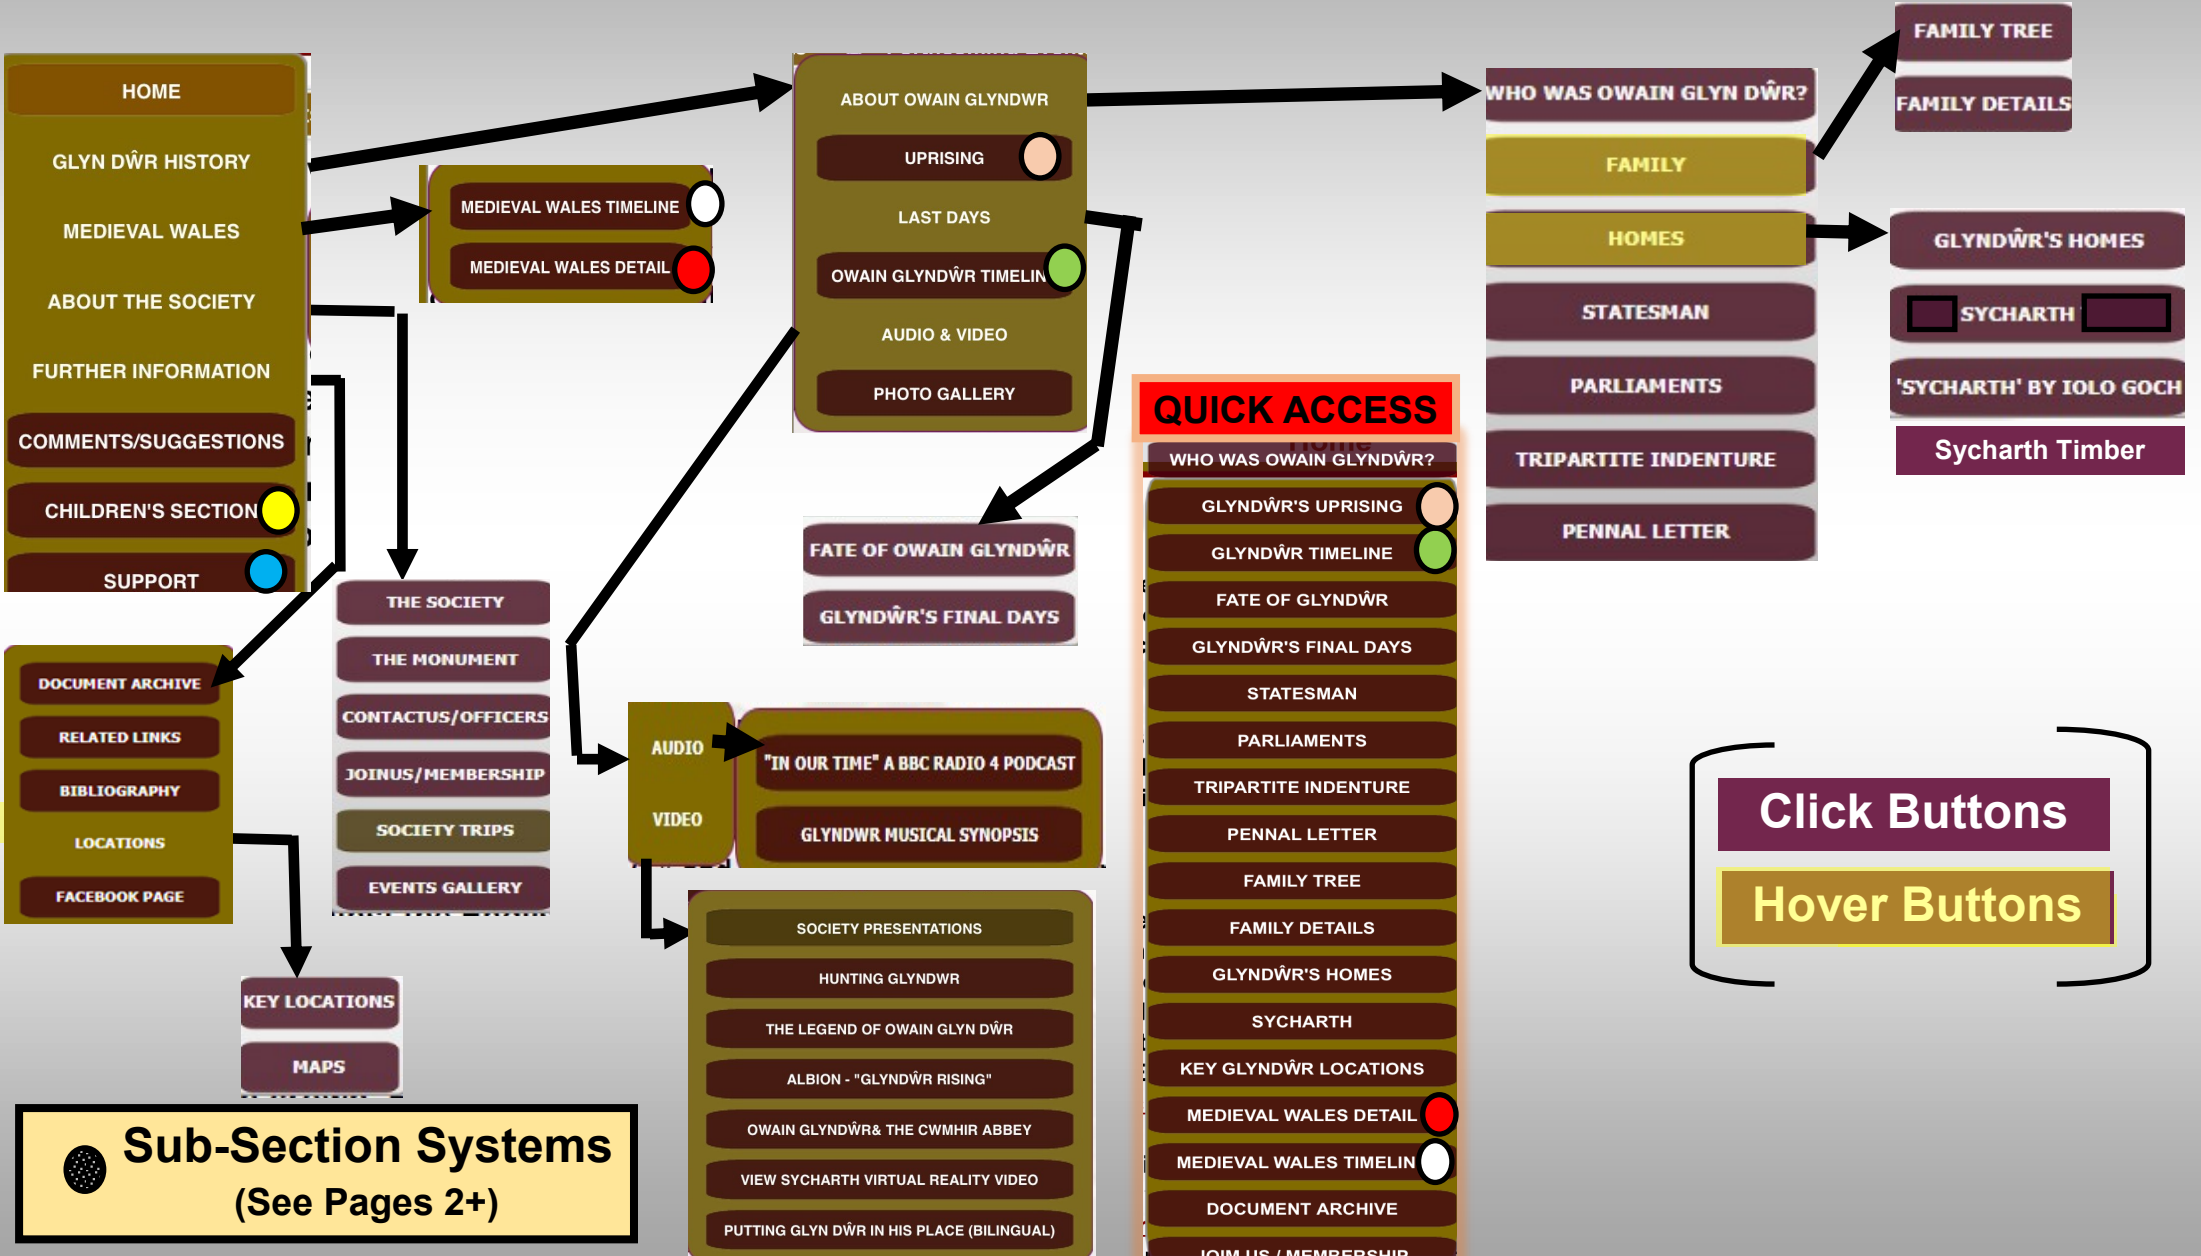 HOME
GLYN DŴR HISTORY
MEDIEVAL WALES
ABOUT THE SOCIETY
FURTHER INFORMATION
COMMENTS/SUGGESTIONS
CHILDREN'S SECTION
SUPPORT
MEDIEVAL WALES TIMELINE
MEDIEVAL WALES DETAIL
ABOUT OWAIN GLYNDWR
UPRISING
LAST DAYS
OWAIN GLYNDŴR TIMELIN
AUDIO & VIDEO
PHOTO GALLERY
WHO WAS OWAIN GLYN DŴR?
FAMILY
HOMES
STATESMAN
PARLIAMENTS
TRIPARTITE INDENTURE
PENNAL LETTER
FAMILY TREE
FAMILY DETAILS
GLYNDŴR'S HOMES
SYCHARTH
'SYCHARTH' BY IOLO GOCH
Sycharth Timber
FATE OF OWAIN GLYNDŴR
GLYNDŴR'S FINAL DAYS
THE SOCIETY
THE MONUMENT
CONTACTUS/OFFICERS
JOINUS/MEMBERSHIP
SOCIETY TRIPS
EVENTS GALLERY
DOCUMENT ARCHIVE
RELATED LINKS
BIBLIOGRAPHY
LOCATIONS
FACEBOOK PAGE
KEY LOCATIONS
MAPS
AUDIO
VIDEO
"IN OUR TIME" A BBC RADIO 4 PODCAST
GLYNDWR MUSICAL SYNOPSIS
SOCIETY PRESENTATIONS
HUNTING GLYNDWR
THE LEGEND OF OWAIN GLYN DŴR
ALBION - "GLYNDŴR RISING"
OWAIN GLYNDŴR& THE CWMHIR ABBEY
VIEW SYCHARTH VIRTUAL REALITY VIDEO
PUTTING GLYN DŴR IN HIS PLACE (BILINGUAL)
QUICK ACCESS
Home
WHO WAS OWAIN GLYNDŴR?
GLYNDŴR'S UPRISING
GLYNDŴR TIMELINE
FATE OF GLYNDŴR
GLYNDŴR'S FINAL DAYS
STATESMAN
PARLIAMENTS
TRIPARTITE INDENTURE
PENNAL LETTER
FAMILY TREE
FAMILY DETAILS
GLYNDŴR'S HOMES
SYCHARTH
KEY GLYNDŴR LOCATIONS
MEDIEVAL WALES DETAIL
MEDIEVAL WALES TIMELIN
DOCUMENT ARCHIVE
JOIM US / MEMBERSHIP
Click Buttons
Hover Buttons
Sub-Section Systems
(See Pages 2+)